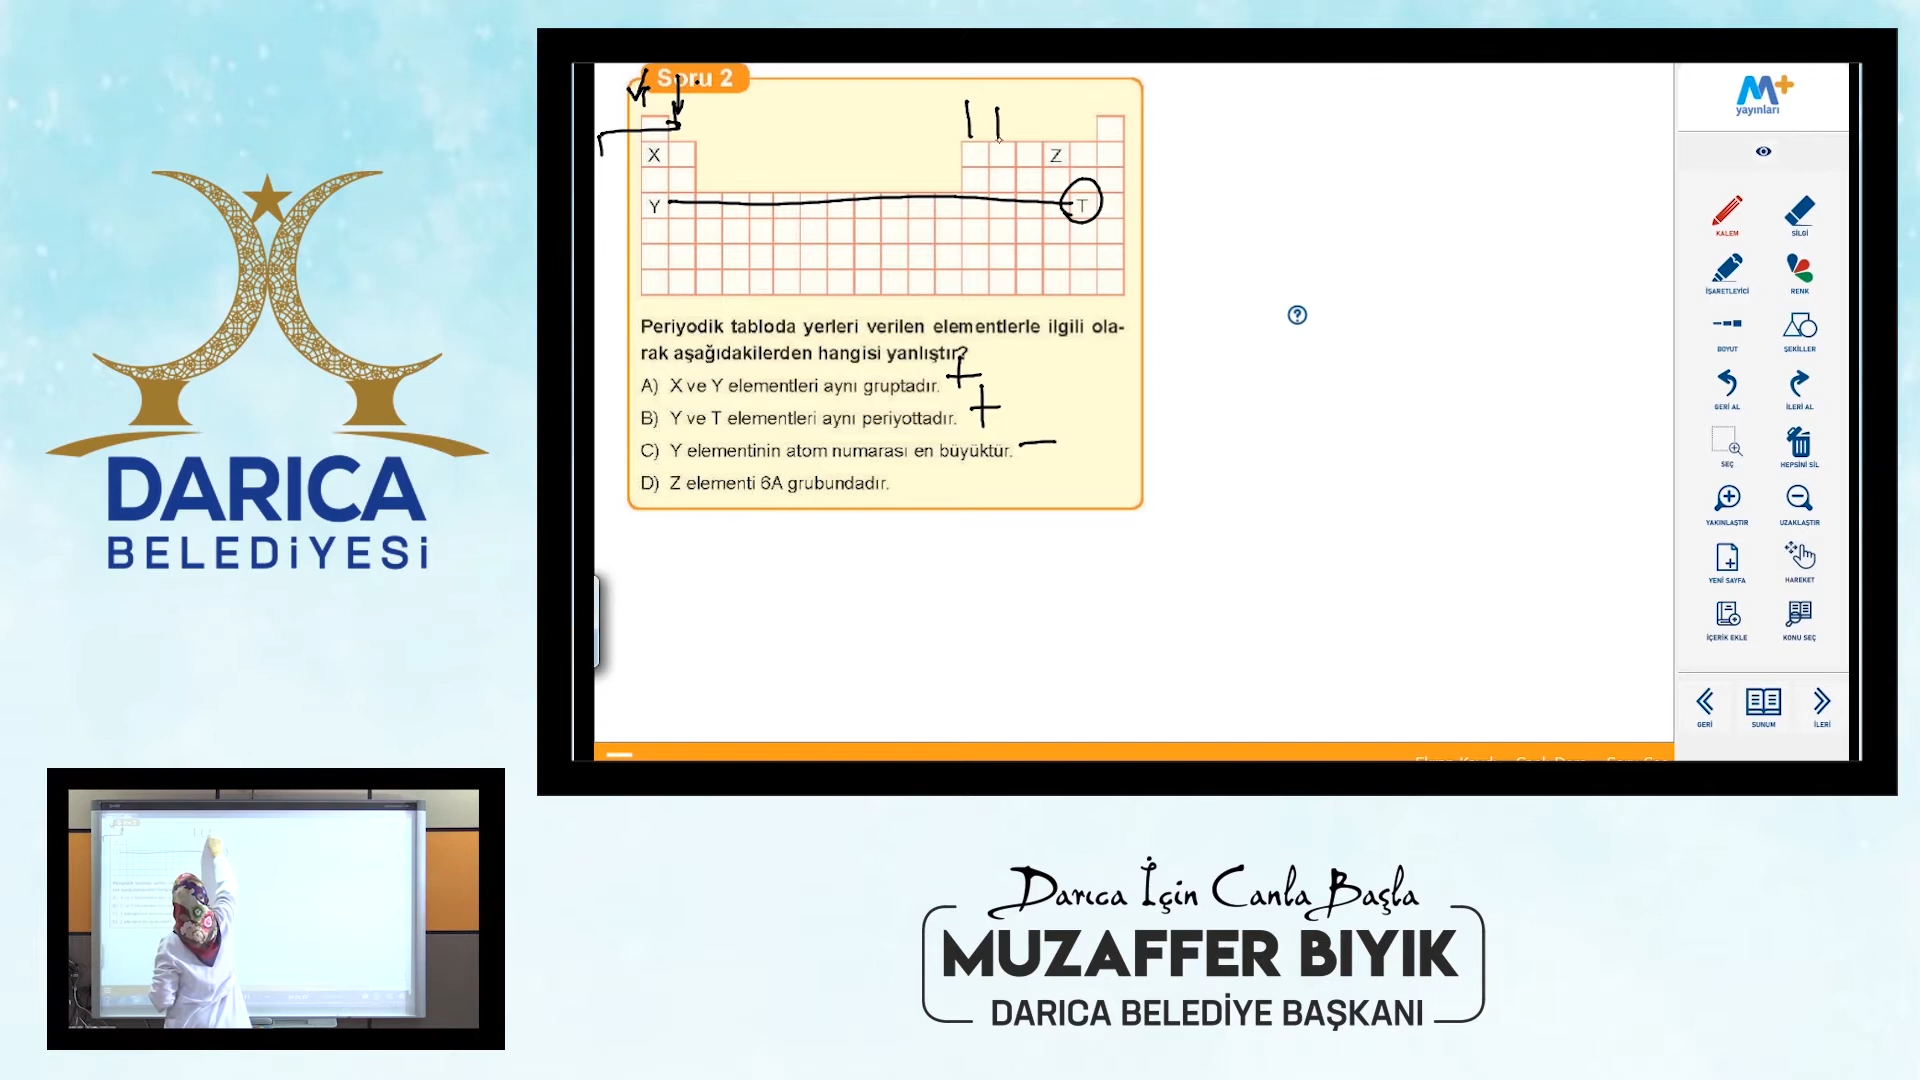 DARICA
BELEDİYESİ
Soru 2
X
Z
Y
T
Periyodik tabloda yerleri verilen elementlerle ilgili ola-
rak aşağıdakilerden hangisi yanlıştır?
A) X ve Y elementleri aynı gruptadır. +
B) Y ve T elementleri aynı periyottadır. +
C) Y elementinin atom numarası en büyüktür. –
D) Z elementi 6A grubundadır.
M+
yayınları
KALEM
SİLGİ
İŞARETLEYİCİ
RENK
BOYUT
ŞEKİLLER
GERİ AL
İLERİ AL
SEÇ
HEPSİNİ SİL
YAKINLAŞTIR
UZAKLAŞTIR
YENİ SAYFA
HAREKET
İÇERİK EKLE
KONU SEÇ
GERİ
SUNUM
İLERİ
Darıca İçin Canla Başla
MUZAFFER BIYIK
DARICA BELEDİYE BAŞKANI